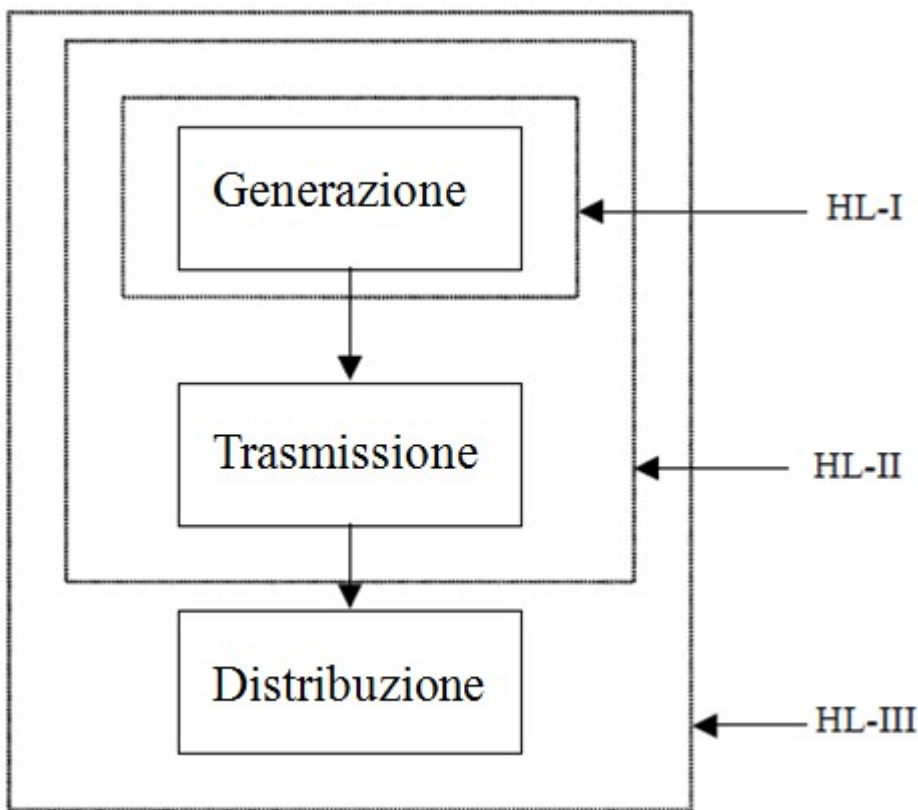 Generazione
HL-I
Trasmissione
HL-II
Distribuzione
HL-III